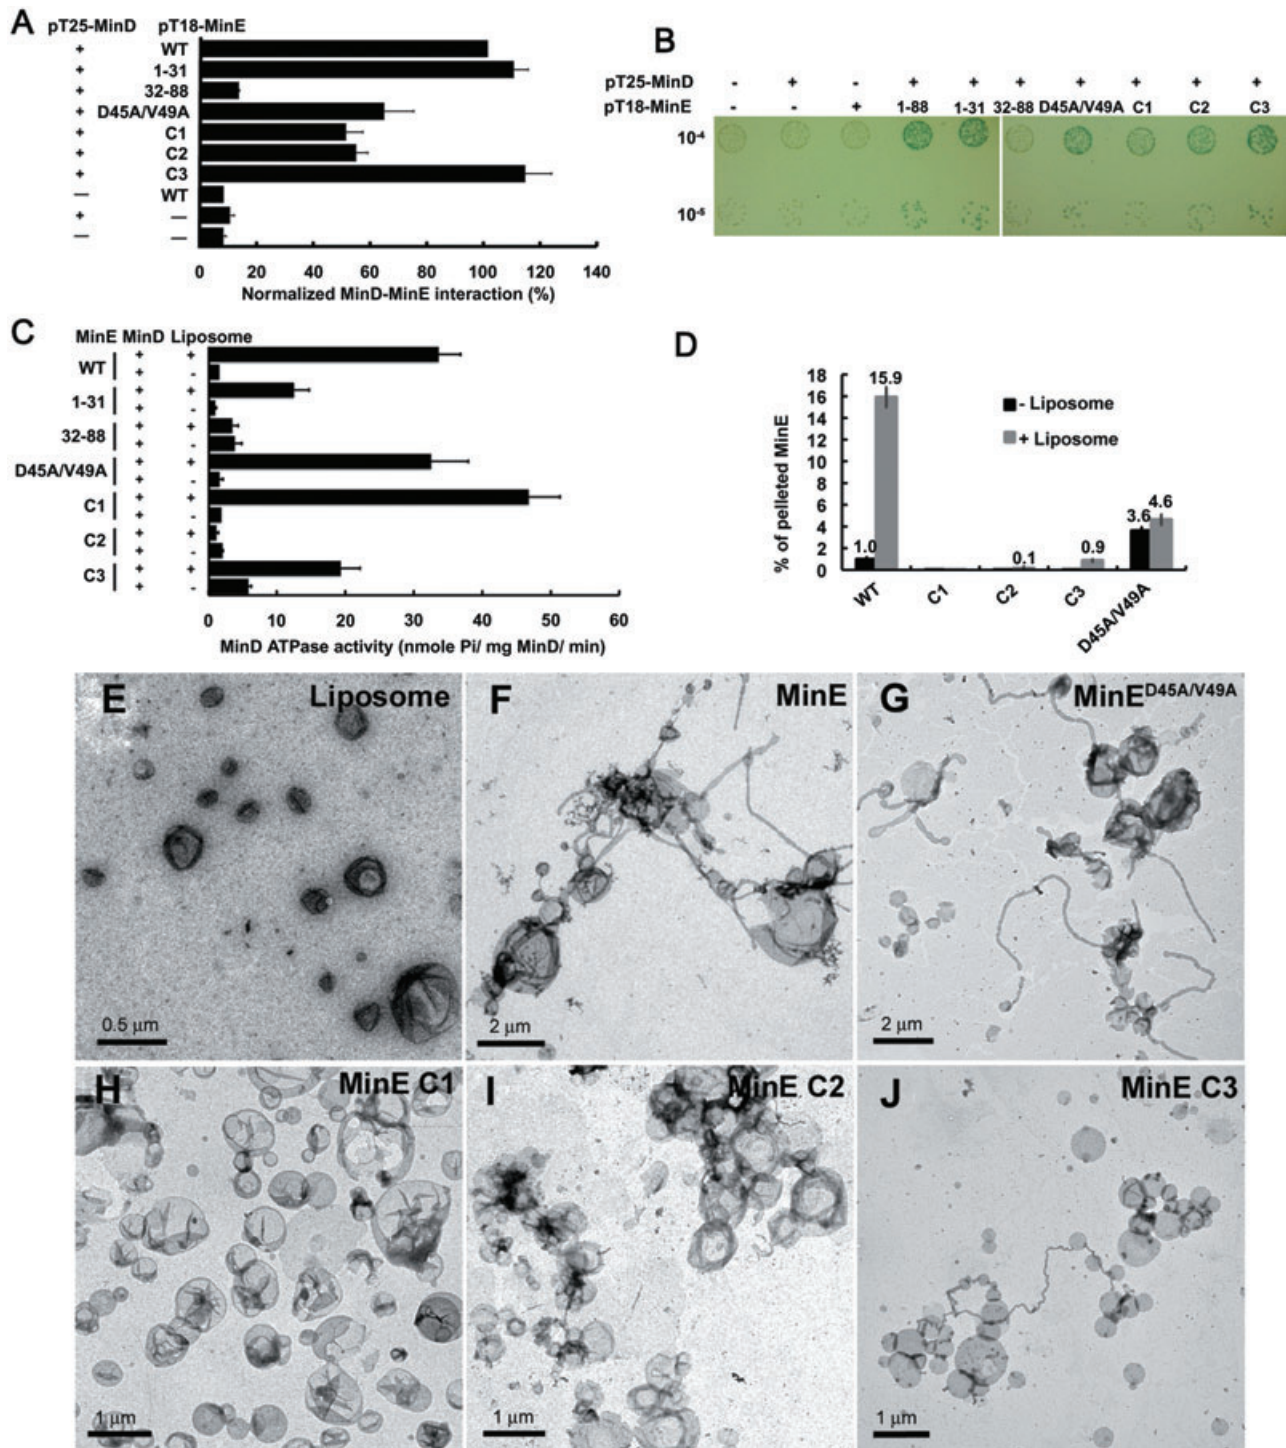 A
pT25-MinD pT18-MinE
+ WT
+ 1-31
+ 32-88
+ D45A/V49A
+ C1
+ C2
+ C3
— WT
+ —
— —
0 20 40 60 80 100 120 140
Normalized MinD-MinE interaction (%)
B
pT25-MinD - + - + + + + + + +
pT18-MinE - - + 1-88 1-31 32-88 D45A/V49A C1 C2 C3
10-4
10-5
C
MinE MinD Liposome
WT + +
+ -
1-31 + +
+ -
32-88 + +
+ -
D45A/V49A + +
+ -
C1 + +
+ -
C2 + +
+ -
C3 + +
+ -
0 10 20 30 40 50 60
MinD ATPase activity (nmole Pi/ mg MinD/ min)
D
% of pelleted MinE
18
16
14
12
10
8
6
4
2
0
15.9
1.0
0.1
0.9
3.6
4.6
- Liposome
+ Liposome
WT
C1
C2
C3
D45A/V49A
E Liposome
0.5 μm
F MinE
2 μm
G MinED45A/V49A
2 μm
H MinE C1
1 μm
I MinE C2
1 μm
J MinE C3
1 μm